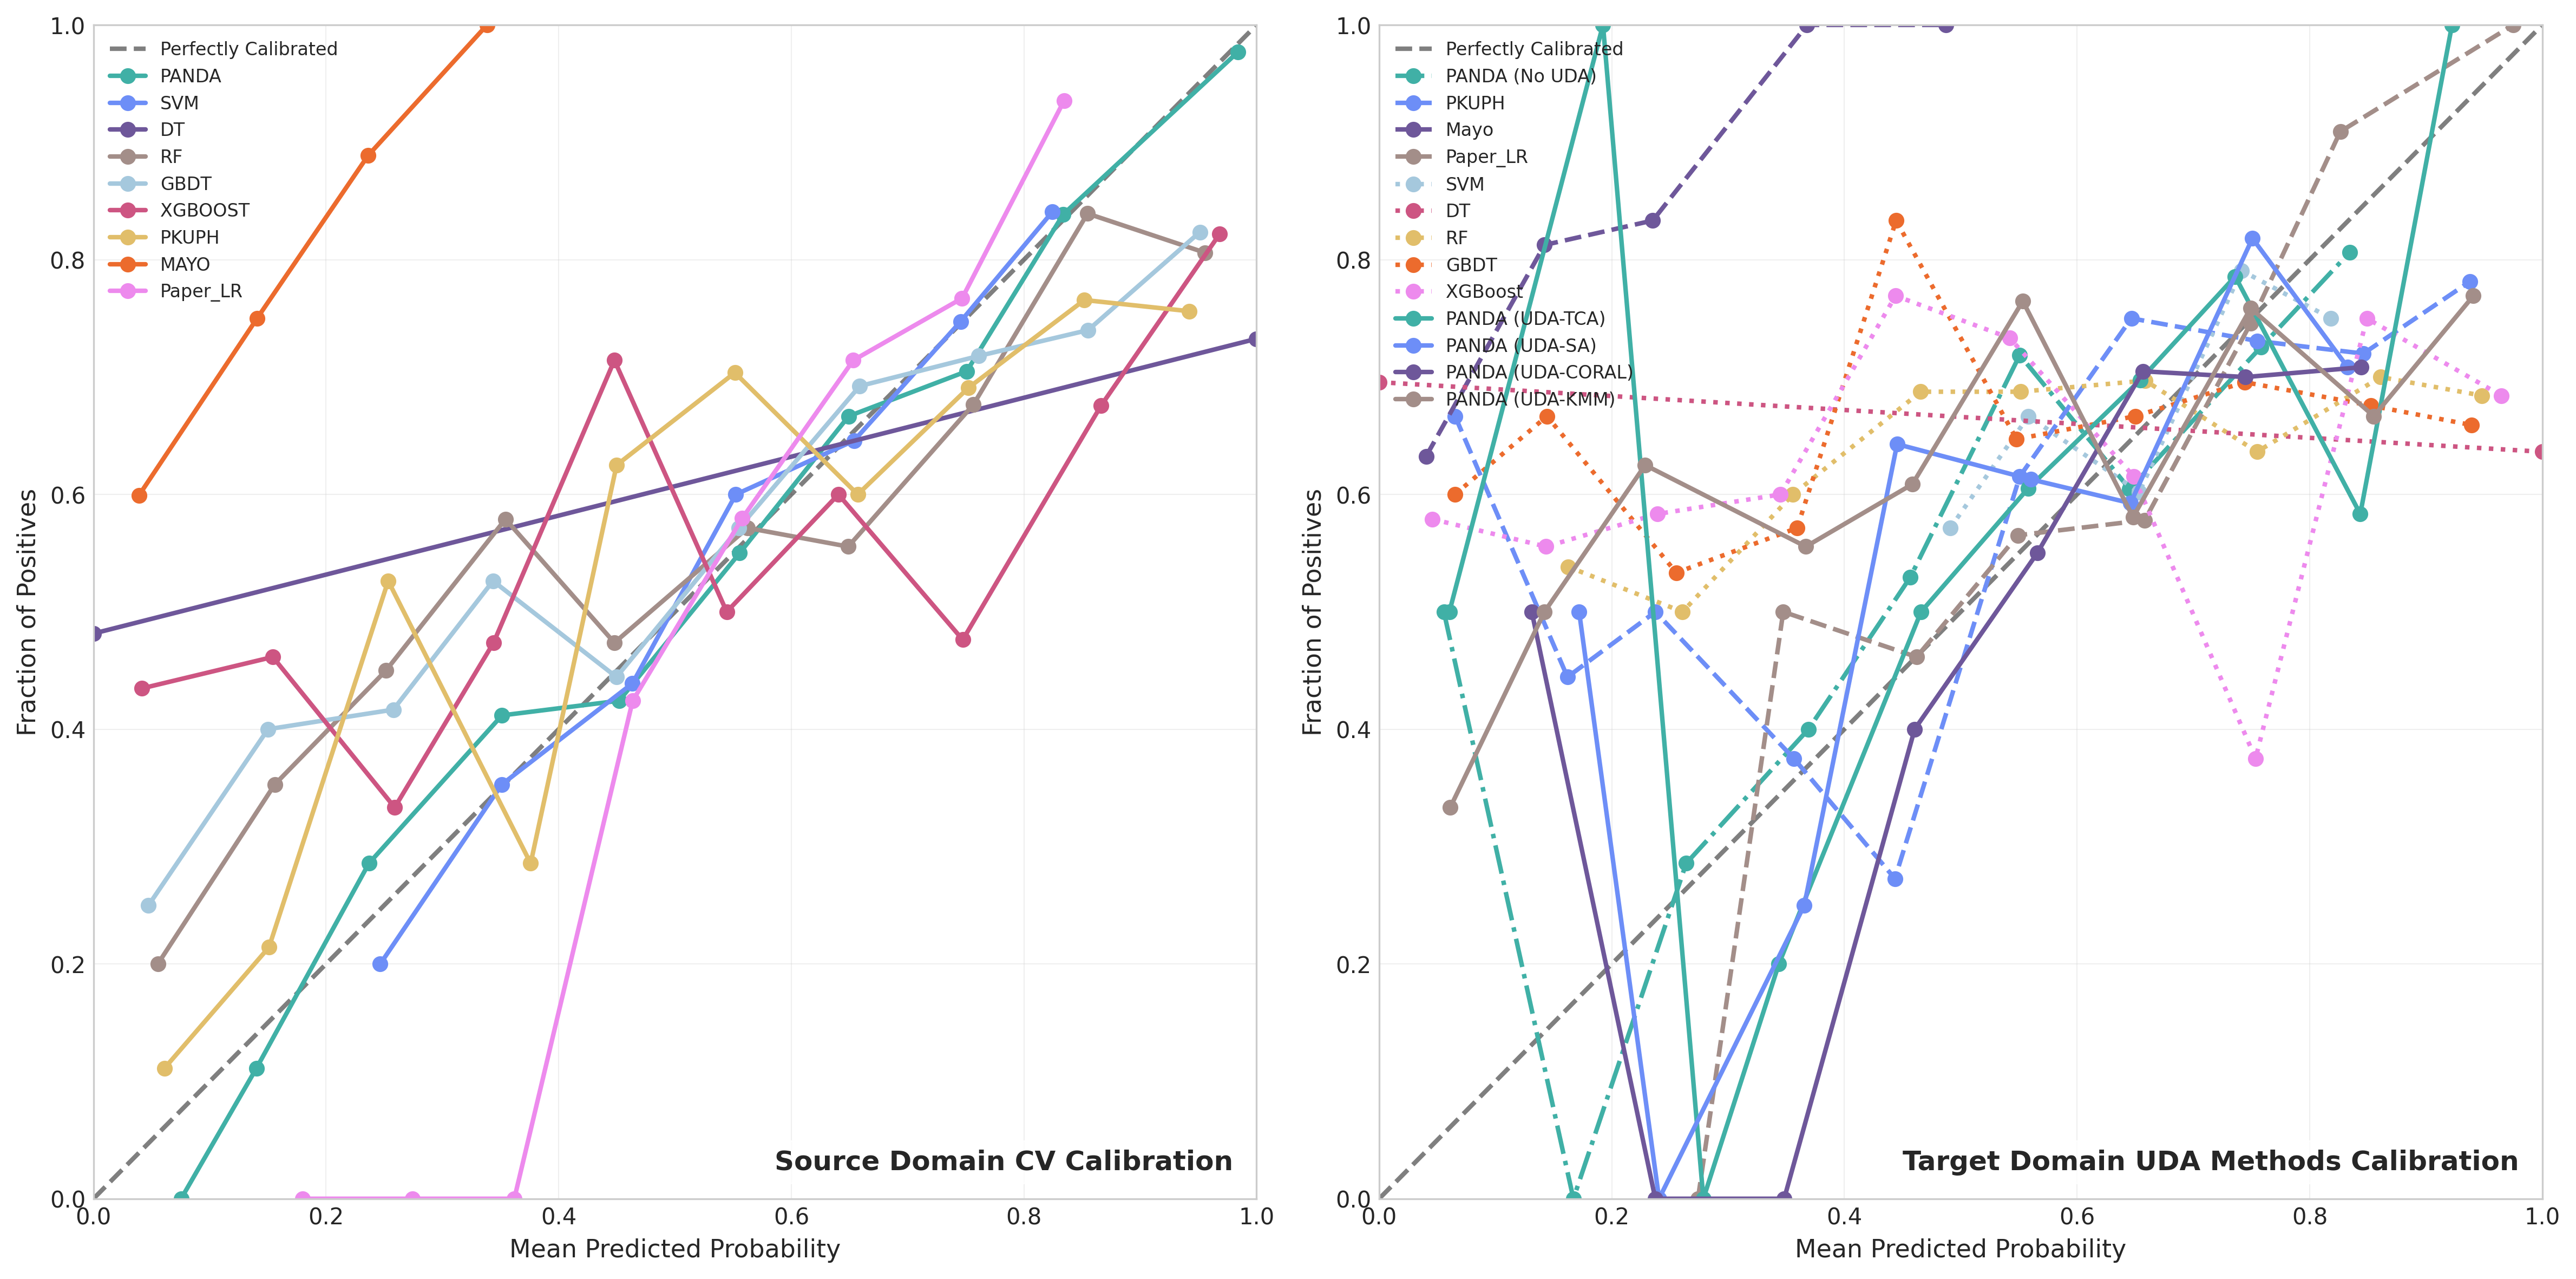 Fraction of Positives
1.0
0.8
0.6
0.4
0.2
0.0
Perfectly Calibrated
PANDA
SVM
DT
RF
GBDT
XGBOOST
PKUPH
MAYO
Paper_LR
Source Domain CV Calibration
0.0 0.2 0.4 0.6 0.8 1.0
Mean Predicted Probability
Fraction of Positives
1.0
0.8
0.6
0.4
0.2
0.0
Perfectly Calibrated
PANDA (No UDA)
PKUPH
Mayo
Paper_LR
SVM
DT
RF
GBDT
XGBoost
PANDA (UDA-TCA)
PANDA (UDA-SA)
PANDA (UDA-CORAL)
PANDA (UDA-KMM)
Target Domain UDA Methods Calibration
0.0 0.2 0.4 0.6 0.8 1.0
Mean Predicted Probability